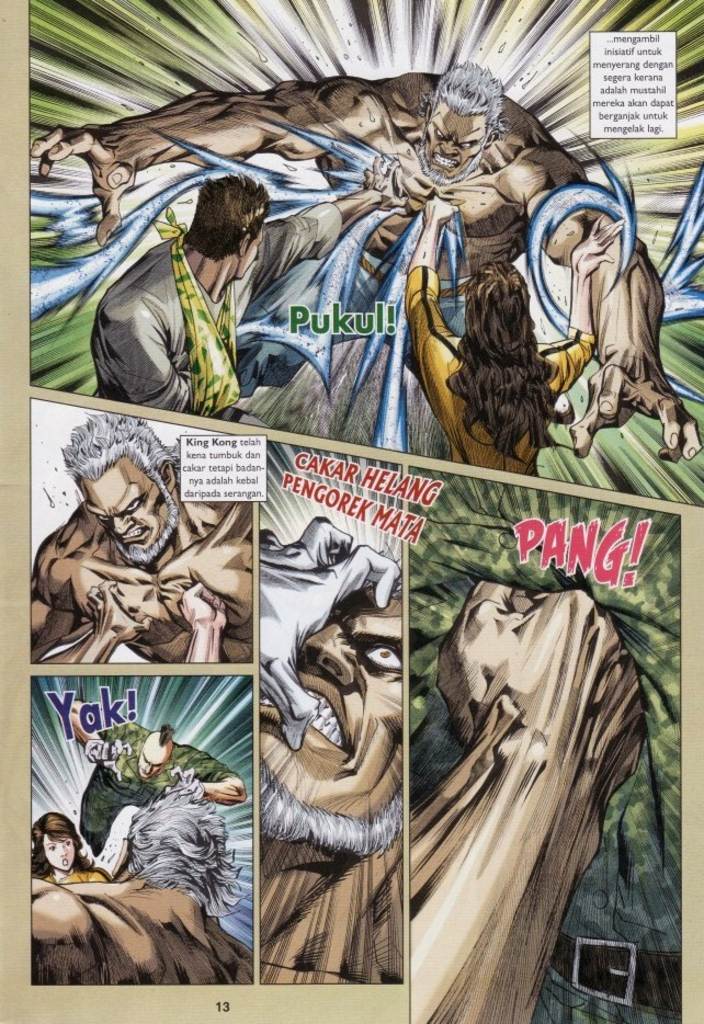 ...mengambil
inisiatif untuk
menyerang dengan
segera kerana
adalah mustahil
mereka akan dapat
berganjak untuk
mengelak lagi.
Pukul!
King Kong telah
kena tumbuk dan
cakar tetapi badan-
nya adalah kebal
daripada serangan.
CAKAR HELANG
PENGOREK MATA
PANG!
Yak!
13